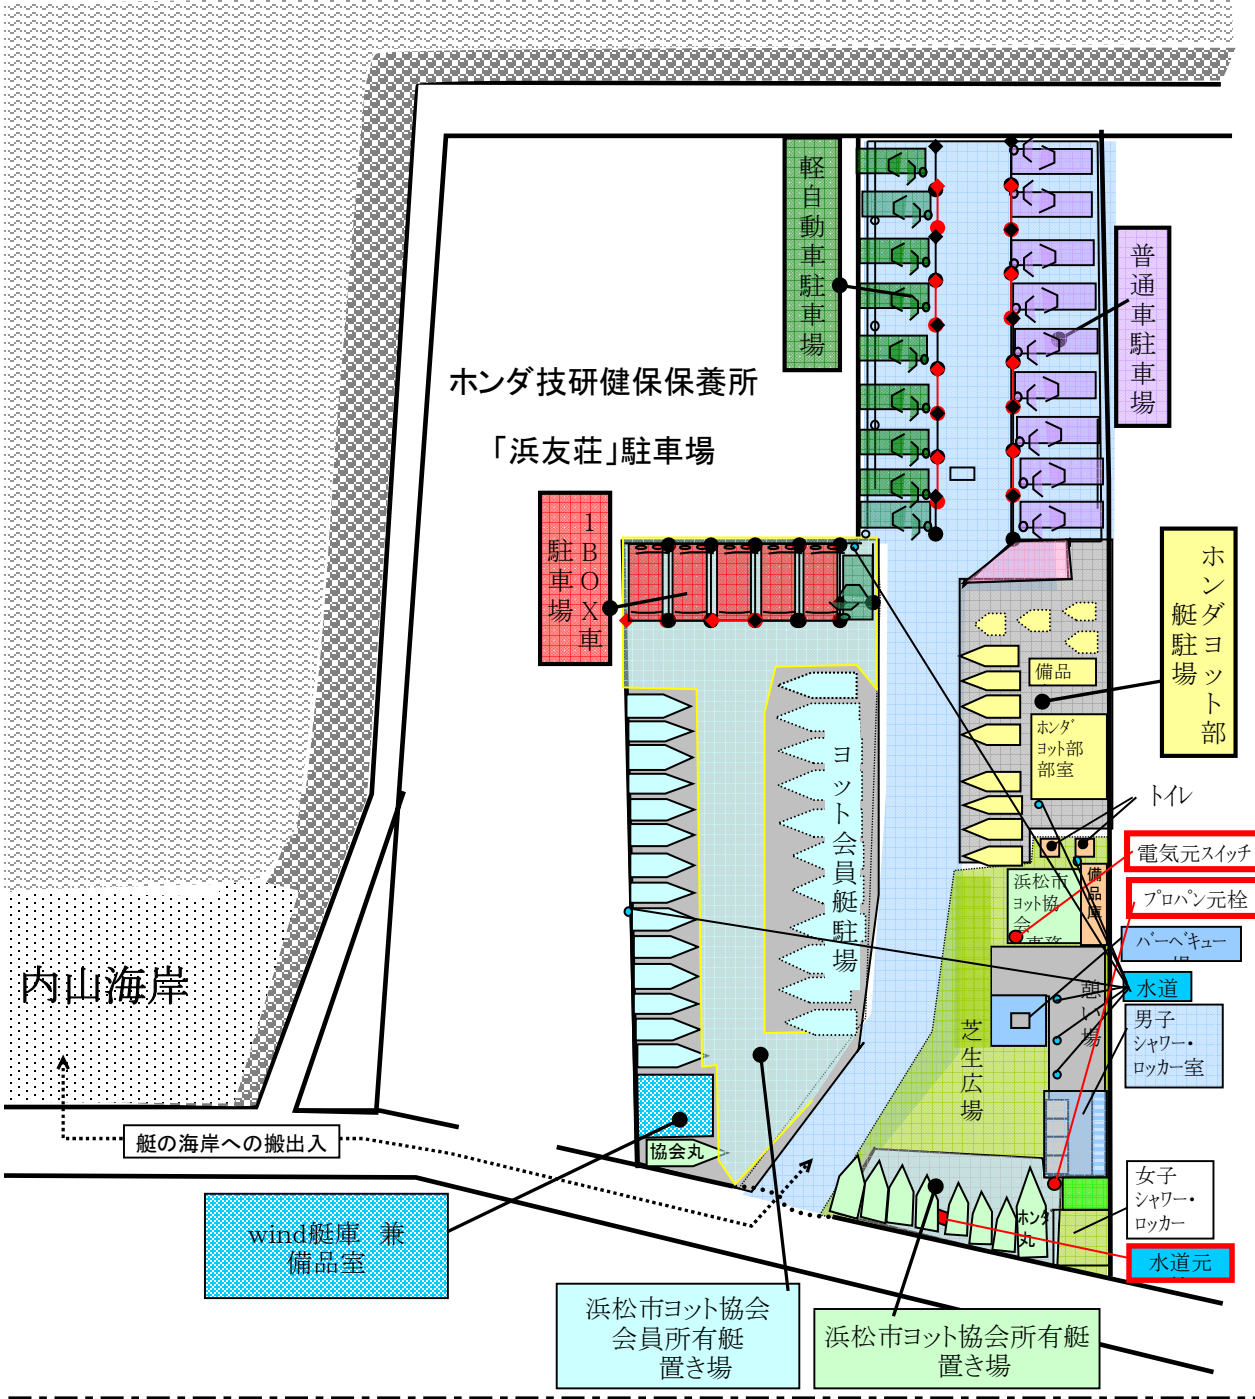 軽自動車駐車場
普通車駐車場
ホンダ技研健保保養所
「浜友荘」駐車場
1BOX車
駐車場
ホンダヨット部
艇駐場
備品
ホンダ
ヨット部
部室
トイレ
ヨット会員艇駐場
電気元スイッチ
浜松市
ヨット協
会
備品庫
プロパン元栓
バーベキュー
水道
憩い場
内山海岸
芝生広場
男子
シャワー・
ロッカー室
艇の海岸への搬出入
協会丸
女子
シャワー・
ロッカー
ホンダ
丸
wind艇庫 兼
備品室
水道元
浜松市ヨット協会
会員所有艇
置き場
浜松市ヨット協会所有艇
置き場